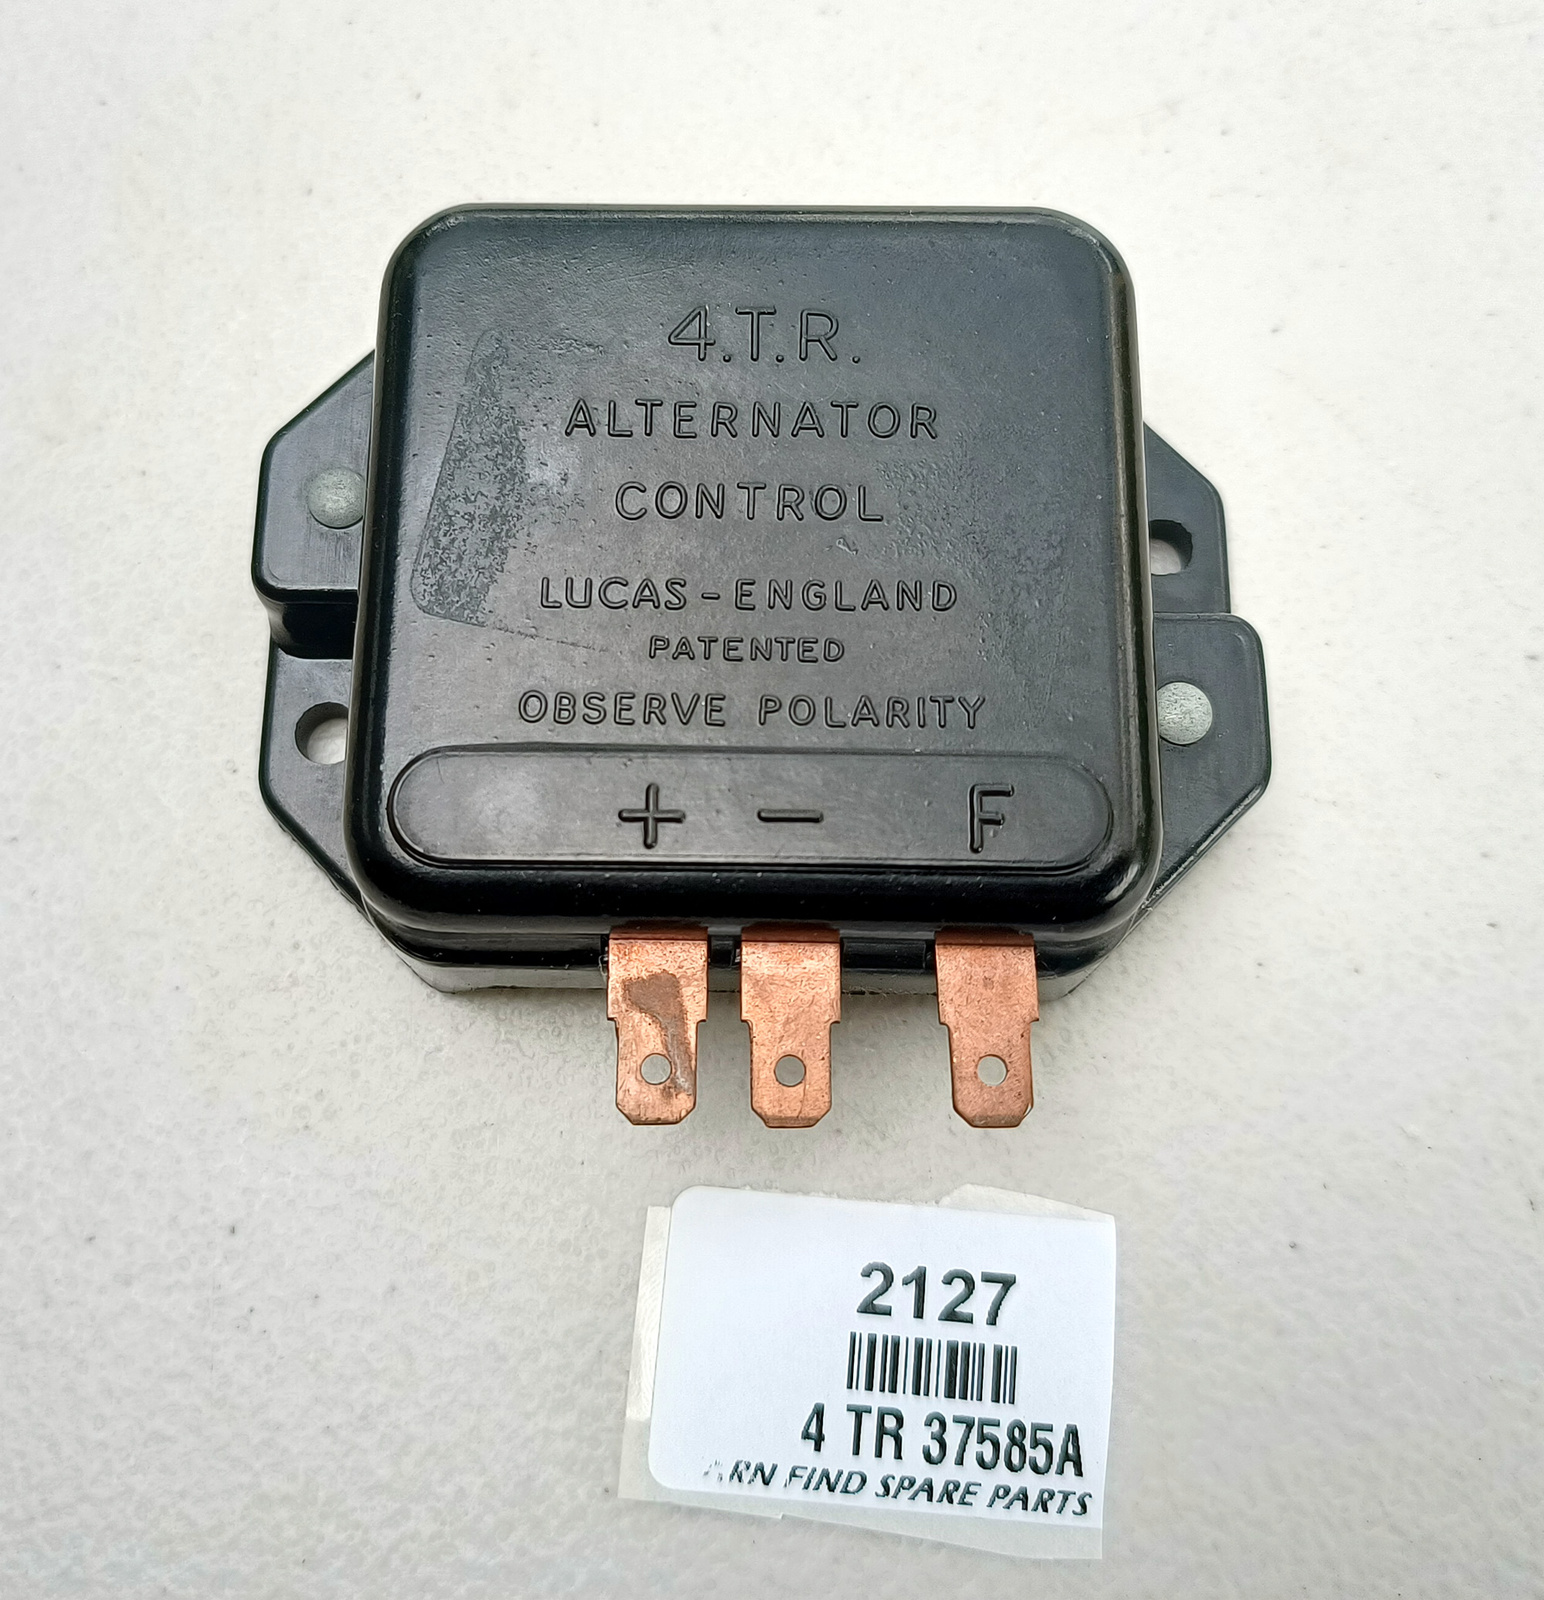 4.T.R.
ALTERNATOR
CONTROL
LUCAS-ENGLAND
PATENTED
OBSERVE POLARITY
+ − F
2127
4 TR 37585A
FIND SPARE PARTS